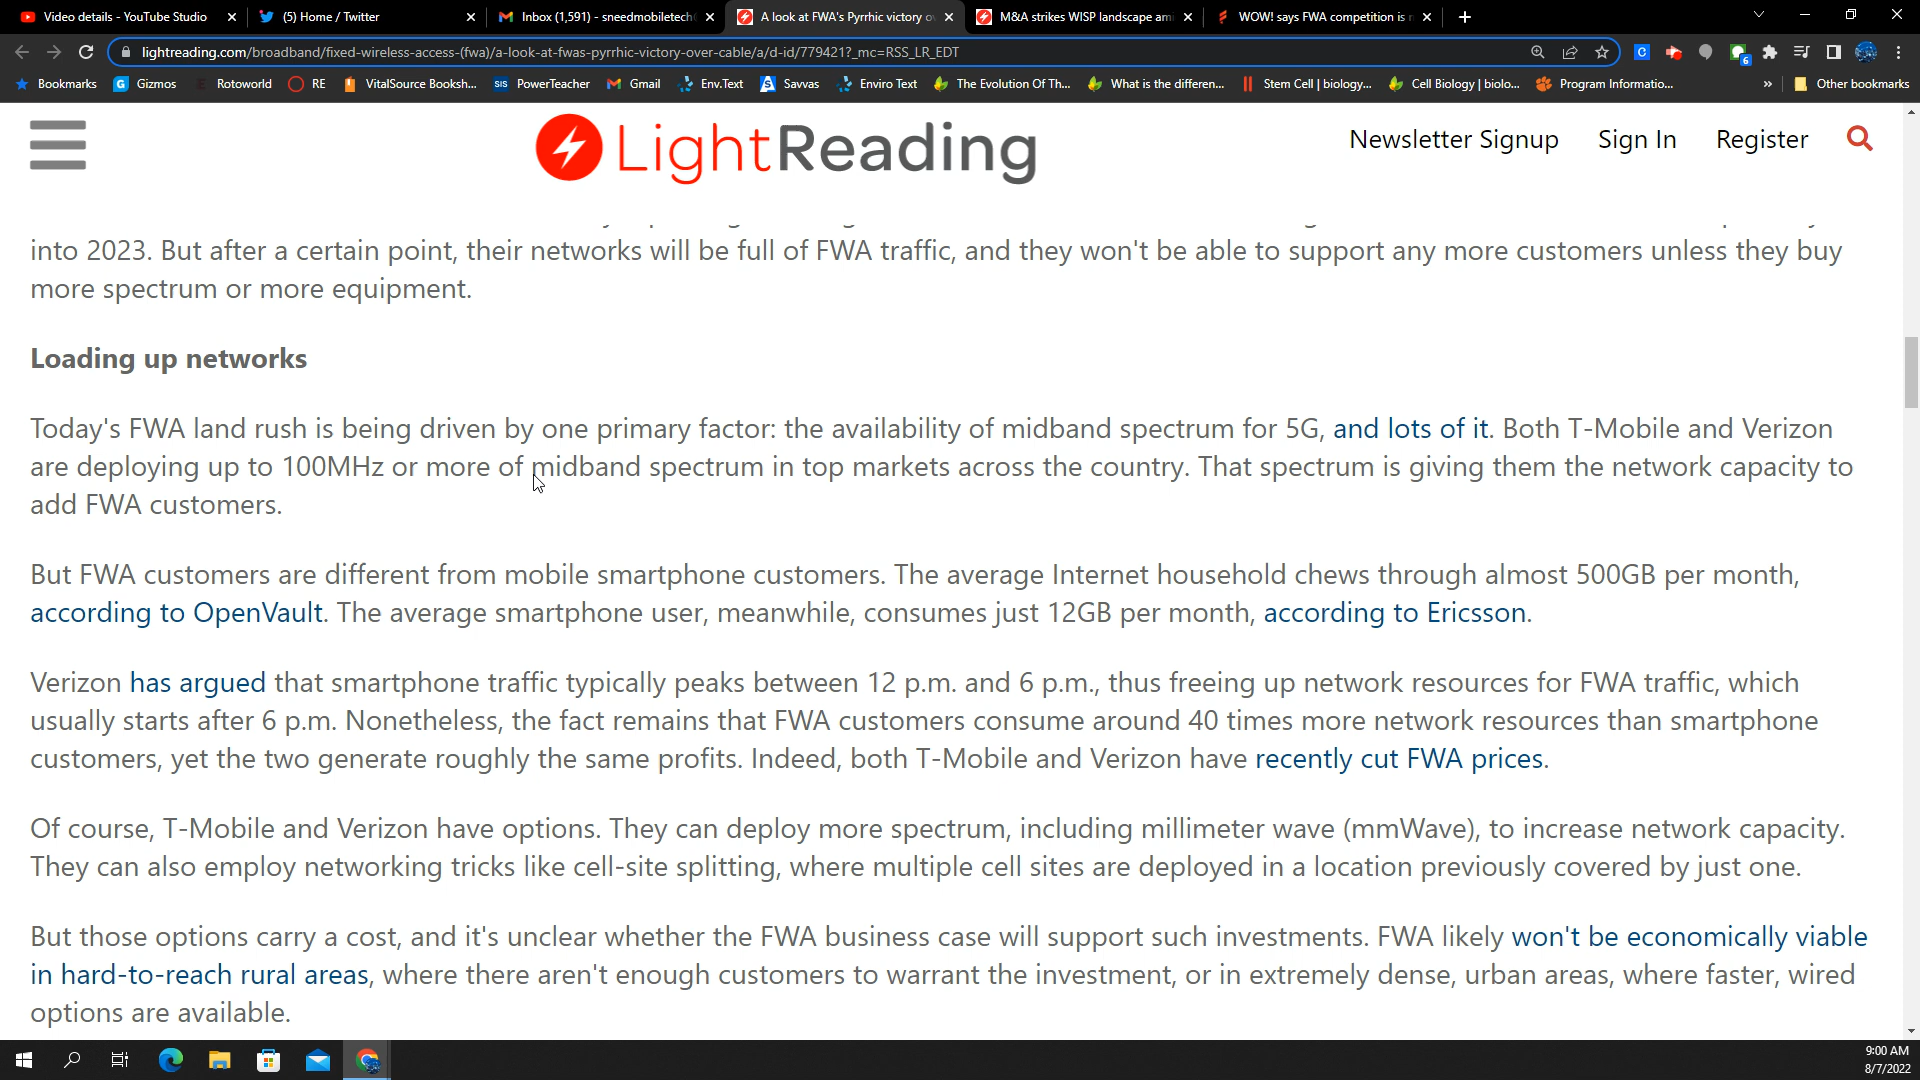 Video details - YouTube Studio
(5) Home / Twitter
Inbox (1,591) - sneedmobiletech
A look at FWA's Pyrrhic victory o
M&A strikes WISP landscape am
WOW! says FWA competition is
lightreading.com/broadband/fixed-wireless-access-(fwa)/a-look-at-fwas-pyrrhic-victory-over-cable/a/d-id/779421?_mc=RSS_LR_EDT
6
Bookmarks
Gizmos
Rotoworld
RE
VitalSource Booksh...
SIS PowerTeacher
Gmail
Env.Text
Savvas
Enviro Text
The Evolution Of Th...
What is the differen...
Stem Cell | biology...
Cell Biology | biolo...
Program Informatio...
»
Other bookmarks
LightReading
Newsletter Signup
Sign In
Register
into 2023. But after a certain point, their networks will be full of FWA traffic, and they won't be able to support any more customers unless they buy
more spectrum or more equipment.
Loading up networks
Today's FWA land rush is being driven by one primary factor: the availability of midband spectrum for 5G, and lots of it. Both T-Mobile and Verizon
are deploying up to 100MHz or more of midband spectrum in top markets across the country. That spectrum is giving them the network capacity to
add FWA customers.
But FWA customers are different from mobile smartphone customers. The average Internet household chews through almost 500GB per month,
according to OpenVault. The average smartphone user, meanwhile, consumes just 12GB per month, according to Ericsson.
Verizon has argued that smartphone traffic typically peaks between 12 p.m. and 6 p.m., thus freeing up network resources for FWA traffic, which
usually starts after 6 p.m. Nonetheless, the fact remains that FWA customers consume around 40 times more network resources than smartphone
customers, yet the two generate roughly the same profits. Indeed, both T-Mobile and Verizon have recently cut FWA prices.
Of course, T-Mobile and Verizon have options. They can deploy more spectrum, including millimeter wave (mmWave), to increase network capacity.
They can also employ networking tricks like cell-site splitting, where multiple cell sites are deployed in a location previously covered by just one.
But those options carry a cost, and it's unclear whether the FWA business case will support such investments. FWA likely won't be economically viable
in hard-to-reach rural areas, where there aren't enough customers to warrant the investment, or in extremely dense, urban areas, where faster, wired
options are available.
9:00 AM
8/7/2022